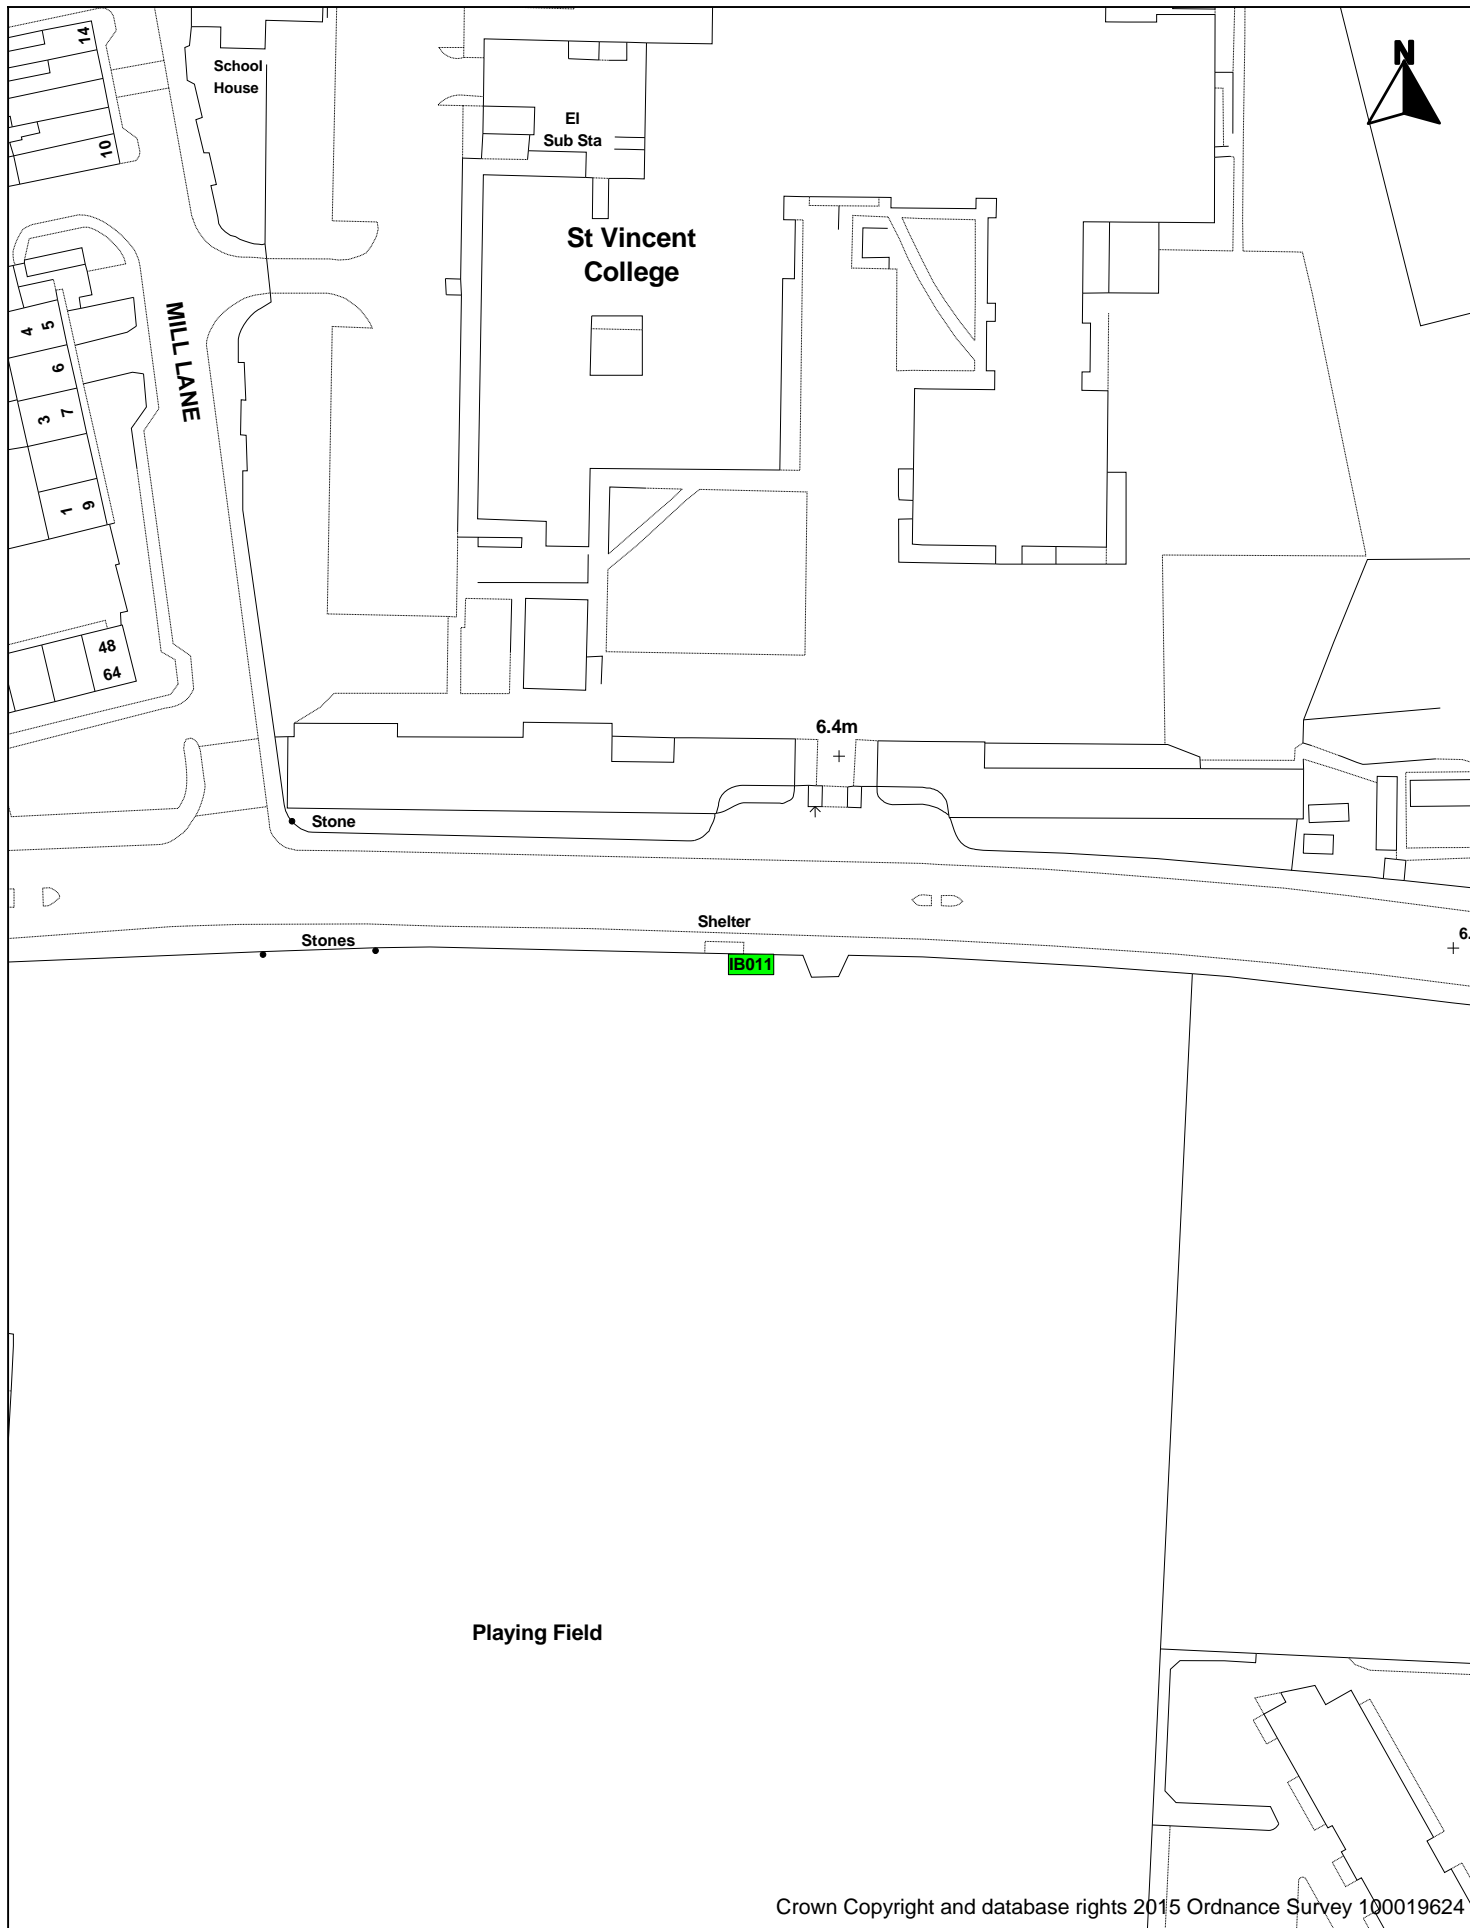 14
N
School
House
El
Sub Sta
10
St Vincent
College
MILL LANE
4
5
6
3
7
1
9
48
64
6.4m
Stone
Shelter
Stones
6.
IB011
Playing Field
Crown Copyright and database rights 2015 Ordnance Survey 100019624